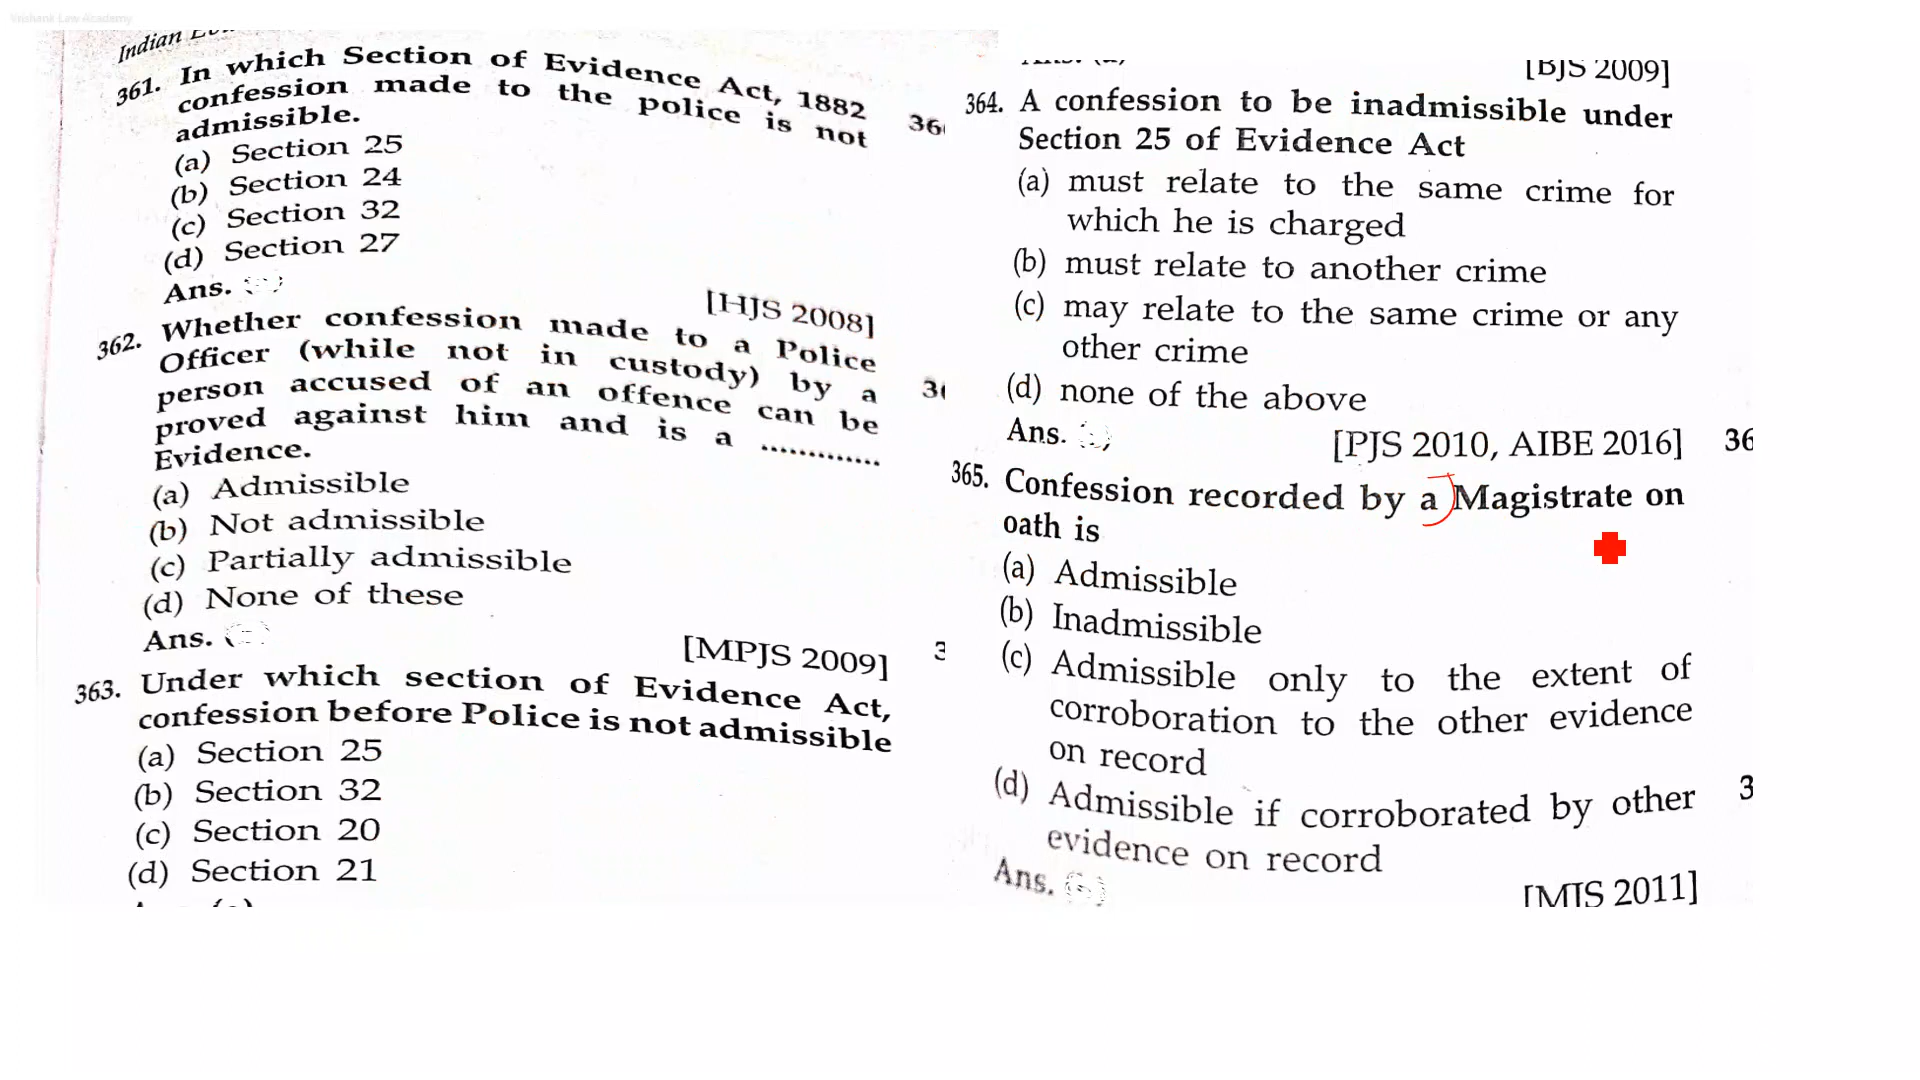 Vrishank Law Academy
Indian
361. In which Section of Evidence Act, 1882
confession made to the police is not
admissible.
(a) Section 25
(b) Section 24
(c) Section 32
(d) Section 27
Ans.
[HJS 2008]
362. Whether confession made to a Police
Officer (while not in custody) by a
person accused of an offence can be
proved against him and is a .............
Evidence.
(a) Admissible
(b) Not admissible
(c) Partially admissible
(d) None of these
Ans.
[MPJS 2009]
363. Under which section of Evidence Act,
confession before Police is not admissible
(a) Section 25
(b) Section 32
(c) Section 20
(d) Section 21
36
3
[BJS 2009]
364. A confession to be inadmissible under
Section 25 of Evidence Act
(a) must relate to the same crime for
which he is charged
(b) must relate to another crime
(c) may relate to the same crime or any
other crime
(d) none of the above
Ans.
[PJS 2010, AIBE 2016] 36
365. Confession recorded by a Magistrate on
oath is
(a) Admissible
(b) Inadmissible
(c) Admissible only to the extent of
corroboration to the other evidence
on record
(d) Admissible if corroborated by other 3
evidence on record
Ans.
[MJS 2011]